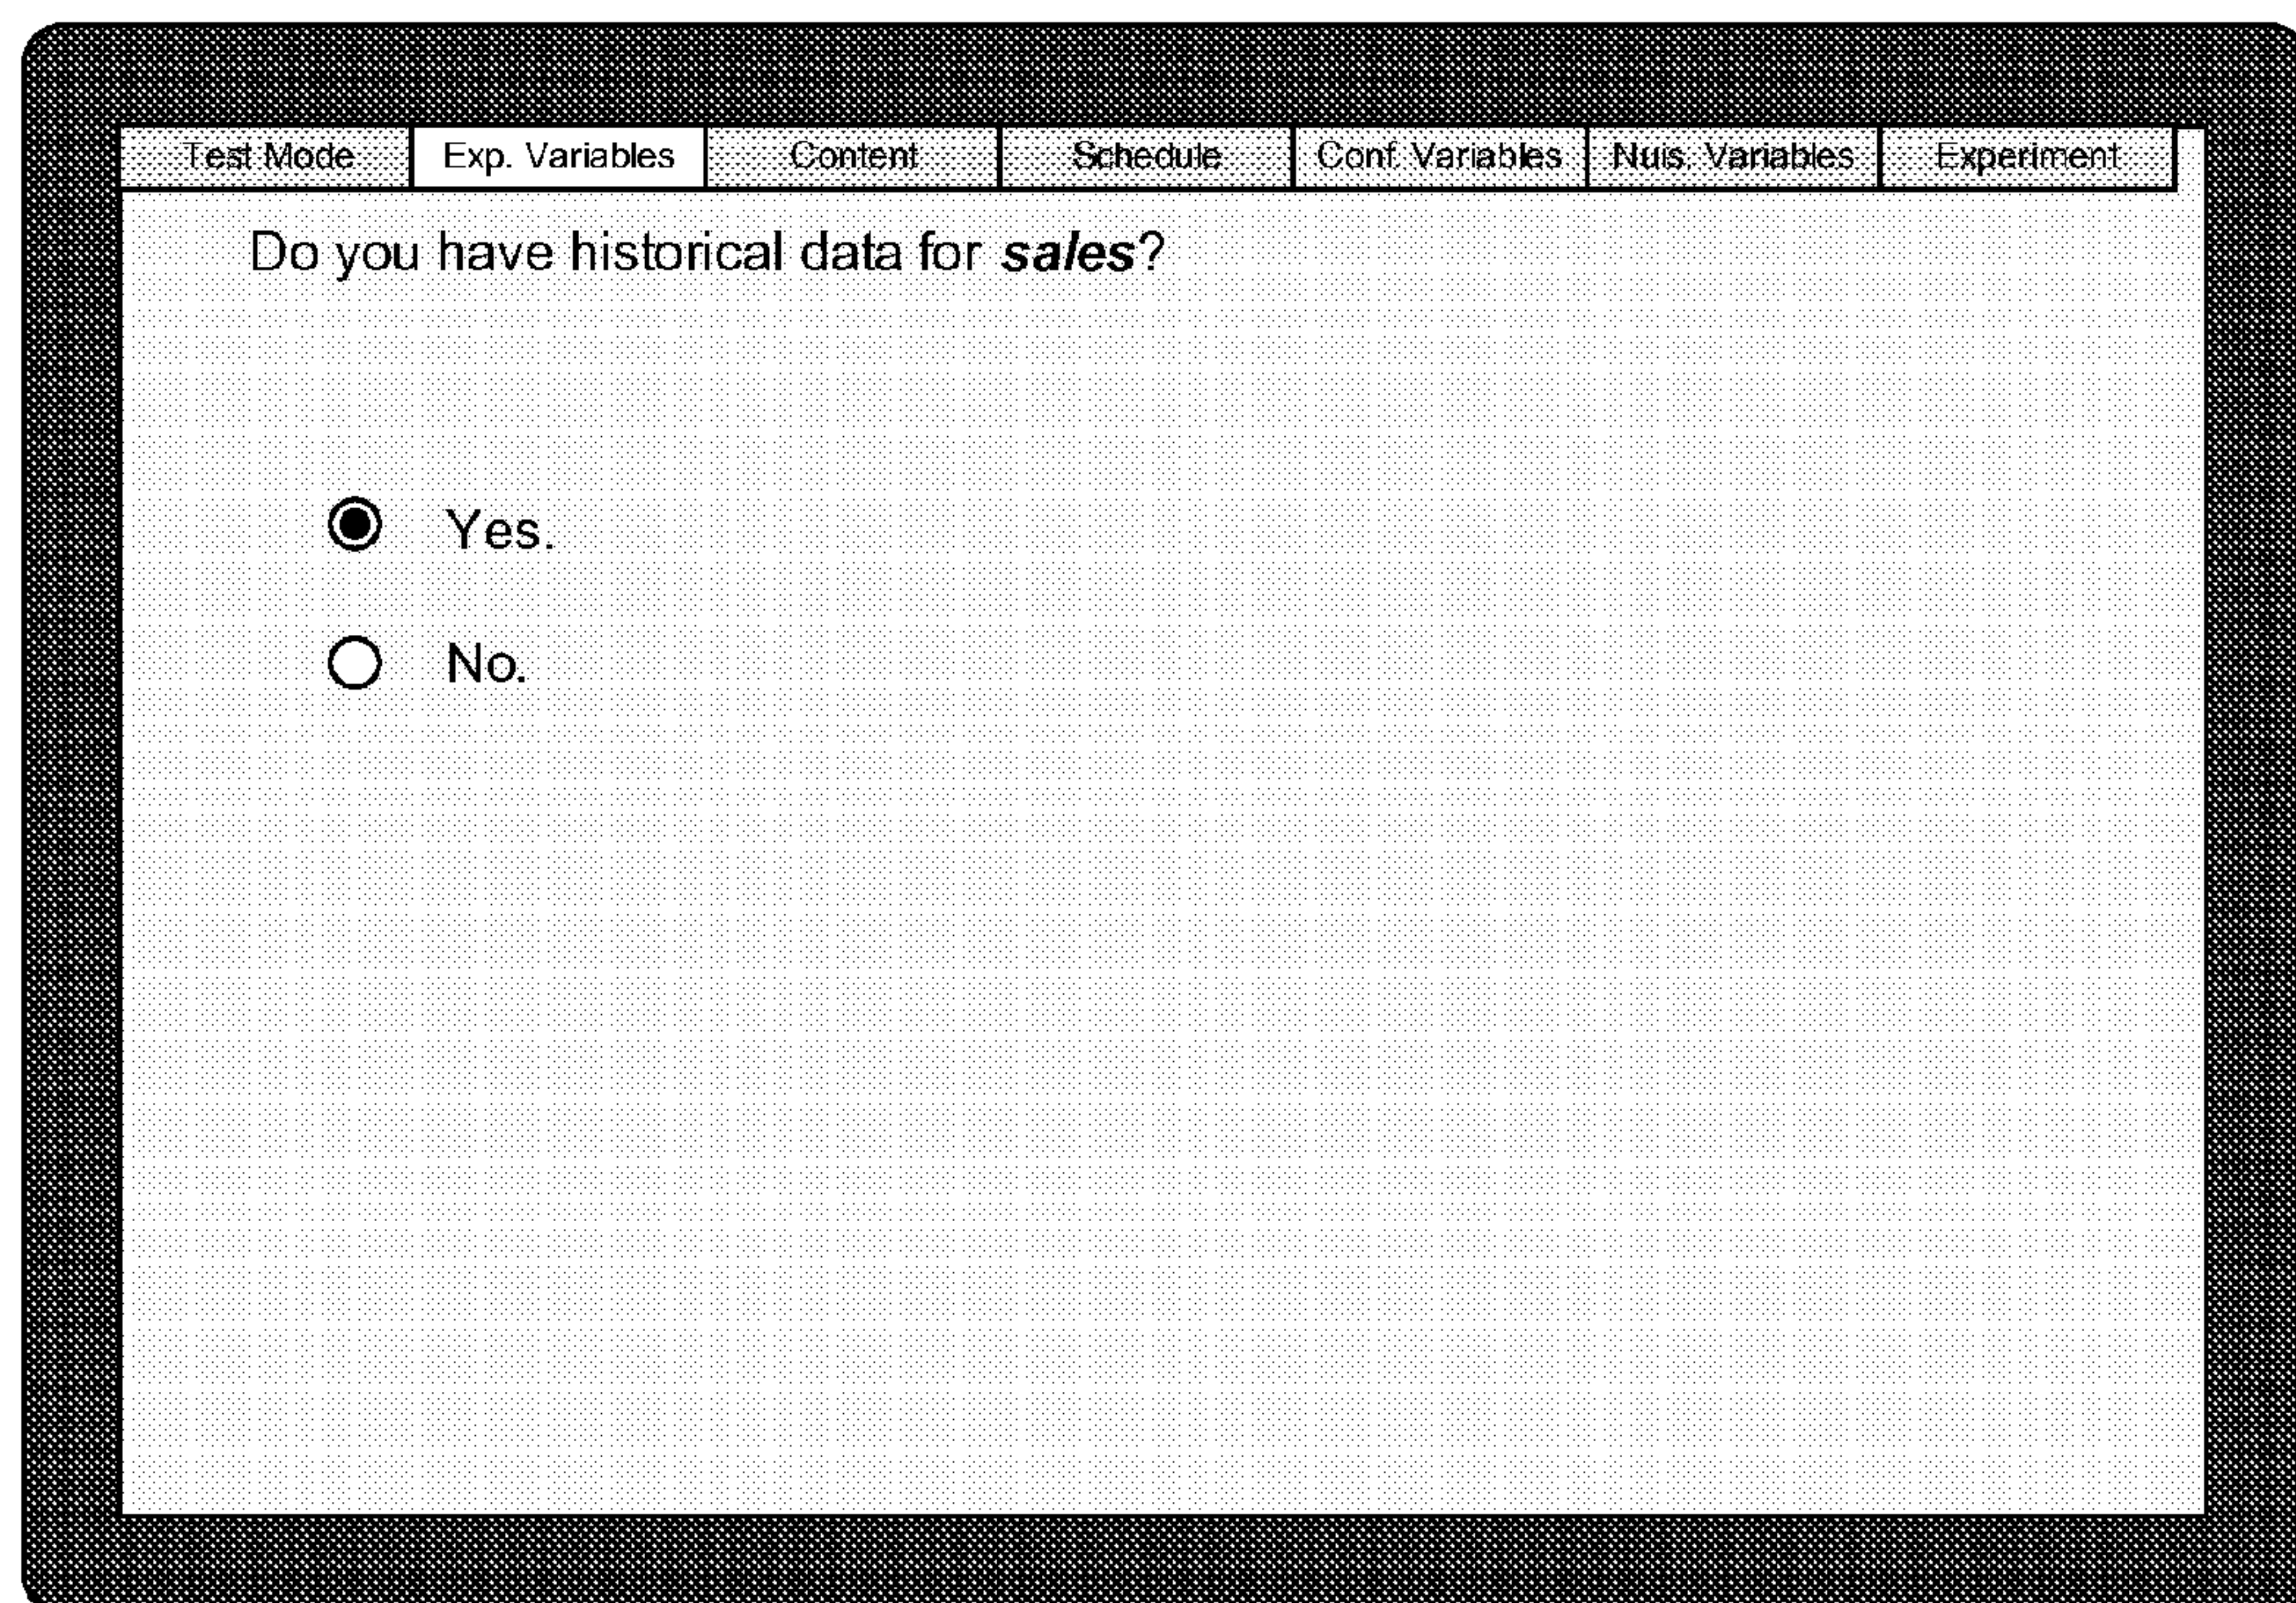 Test Mode Exp. Variables Content Schedule Conf. Variables Nuis. Variables Experiment
Do you have historical data for sales?
Yes.
No.